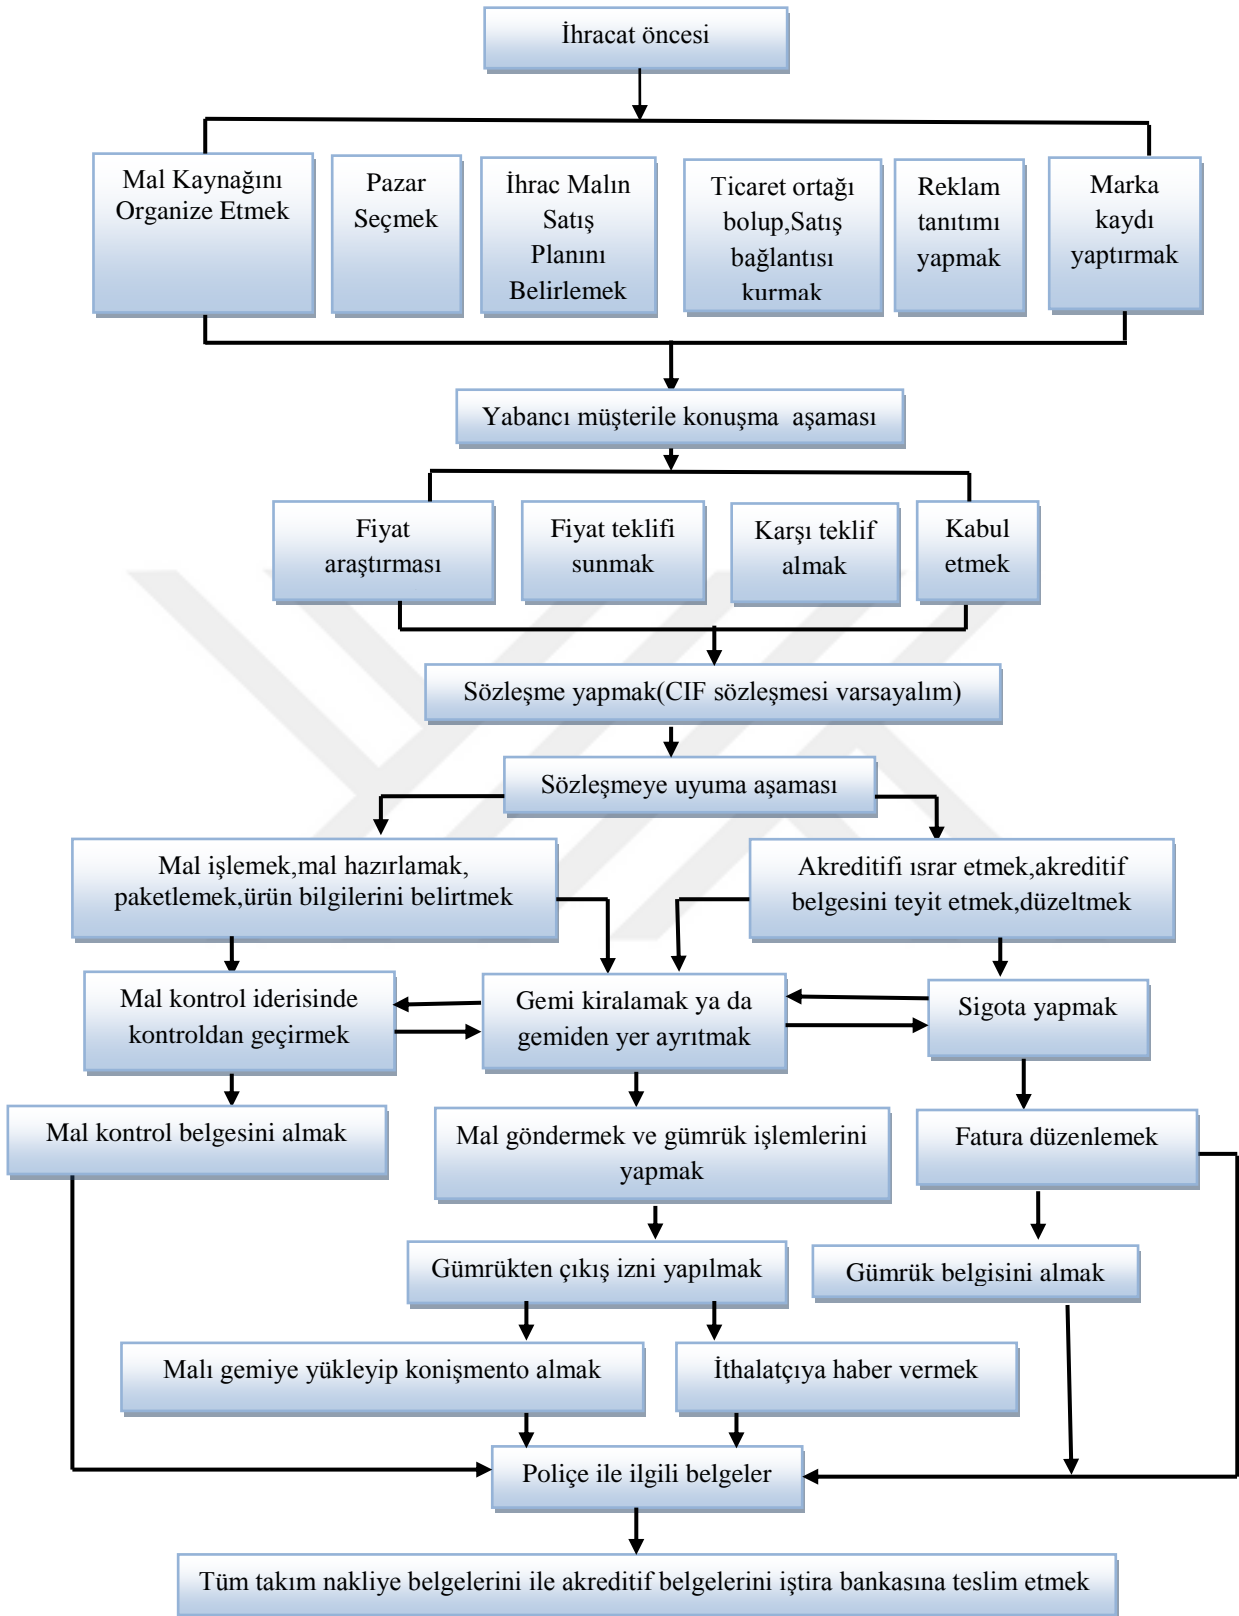 İhracat öncesi
Mal Kaynağını
Organize Etmek
Pazar
Seçmek
İhrac Malın
Satış
Planını
Belirlemek
Ticaret ortağı
bolup,Satış
bağlantısı
kurmak
Reklam
tanıtımı
yapmak
Marka
kaydı
yaptırmak
Yabancı müşterile konuşma aşaması
Fiyat
araştırması
Fiyat teklifi
sunmak
Karşı teklif
almak
Kabul
etmek
Sözleşme yapmak(CIF sözleşmesi varsayalım)
Sözleşmeye uyuma aşaması
Mal işlemek,mal hazırlamak,
paketlemek,ürün bilgilerini belirtmek
Akreditifi ısrar etmek,akreditif
belgesini teyit etmek,düzeltmek
Mal kontrol iderisinde
kontroldan geçirmek
Gemi kiralamak ya da
gemiden yer ayrıtmak
Sigota yapmak
Mal kontrol belgesini almak
Mal göndermek ve gümrük işlemlerini
yapmak
Fatura düzenlemek
Gümrükten çıkış izni yapılmak
Gümrük belgisini almak
Malı gemiye yükleyip konişmento almak
İthalatçıya haber vermek
Poliçe ile ilgili belgeler
Tüm takım nakliye belgelerini ile akreditif belgelerini iştira bankasına teslim etmek